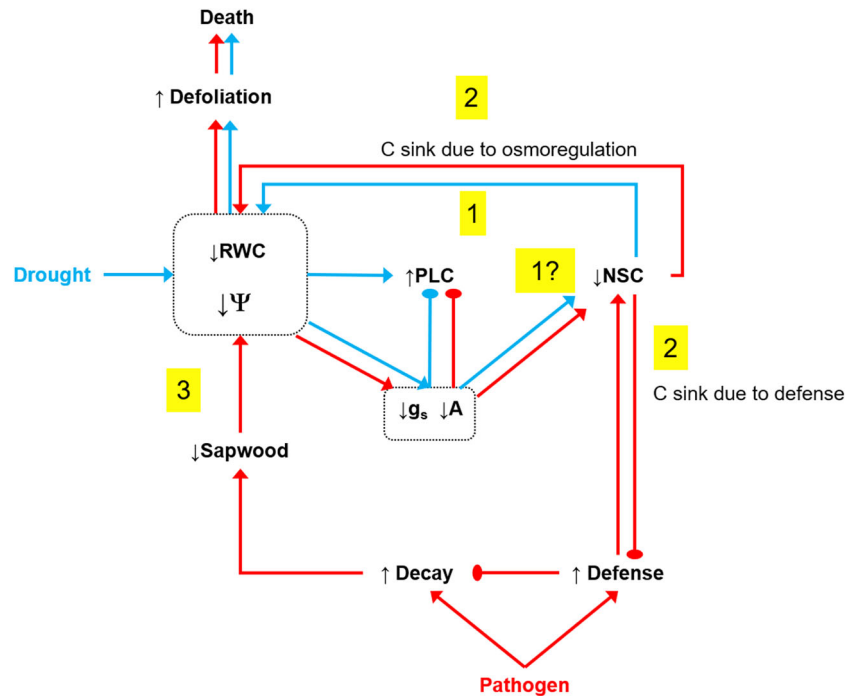 Death
↑ Defoliation
2
C sink due to osmoregulation
1
↓RWC
Drought
↑PLC
1?
↓NSC
↓Ψ
2
3
C sink due to defense
↓gₛ ↓A
↓Sapwood
↑ Decay
↑ Defense
Pathogen